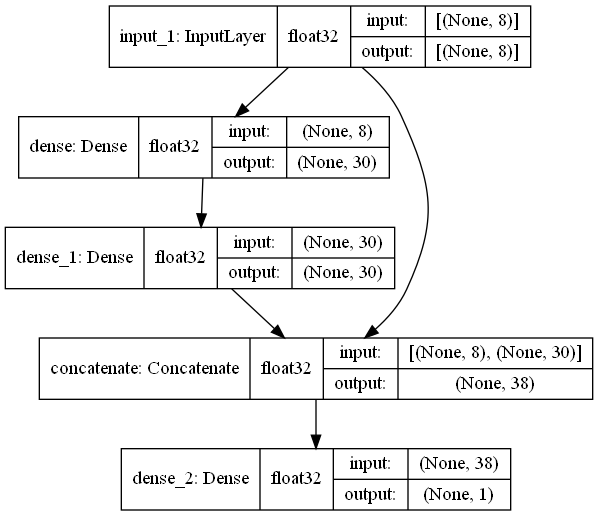 input_1: InputLayer float32 input: [(None, 8)]
output: [(None, 8)]
dense: Dense float32 input: (None, 8)
output: (None, 30)
dense_1: Dense float32 input: (None, 30)
output: (None, 30)
concatenate: Concatenate float32 input: [(None, 8), (None, 30)]
output: (None, 38)
dense_2: Dense float32 input: (None, 38)
output: (None, 1)